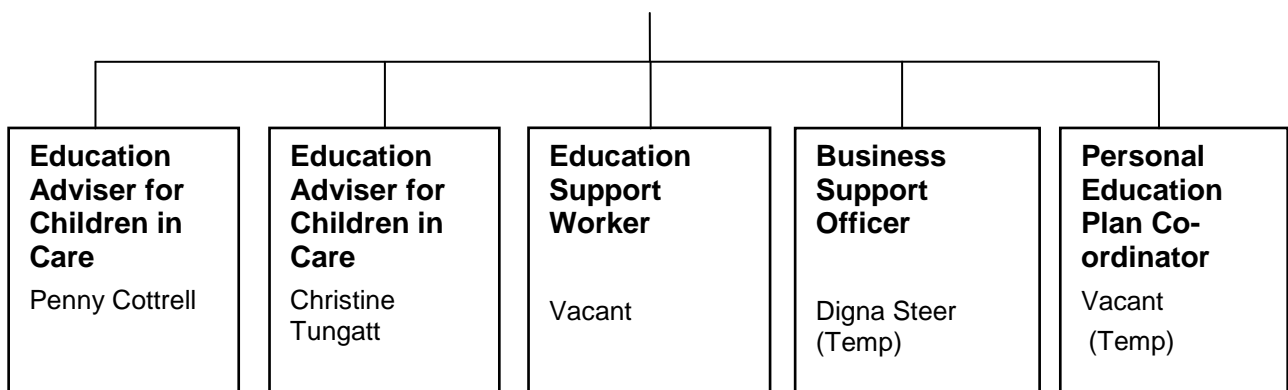 Education
Adviser for
Children in
Care
Penny Cottrell
Education
Adviser for
Children in
Care
Christine
Tungatt
Education
Support
Worker
Vacant
Business
Support
Officer
Digna Steer
(Temp)
Personal
Education
Plan Co-
ordinator
Vacant
(Temp)